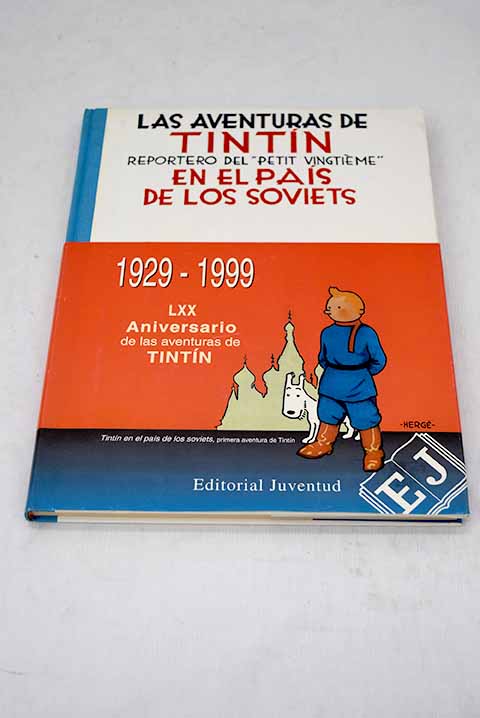 LAS AVENTURAS DE
TINTÍN
REPORTERO DEL "PETIT VINGTIÈME"
EN EL PAÍS
DE LOS SOVIETS
1929 - 1999
LXX
Aniversario
de las aventuras de
TINTÍN
-HERGÉ-
Tintín en el país de los soviets, primera aventura de Tintín
Editorial Juventud
EJ